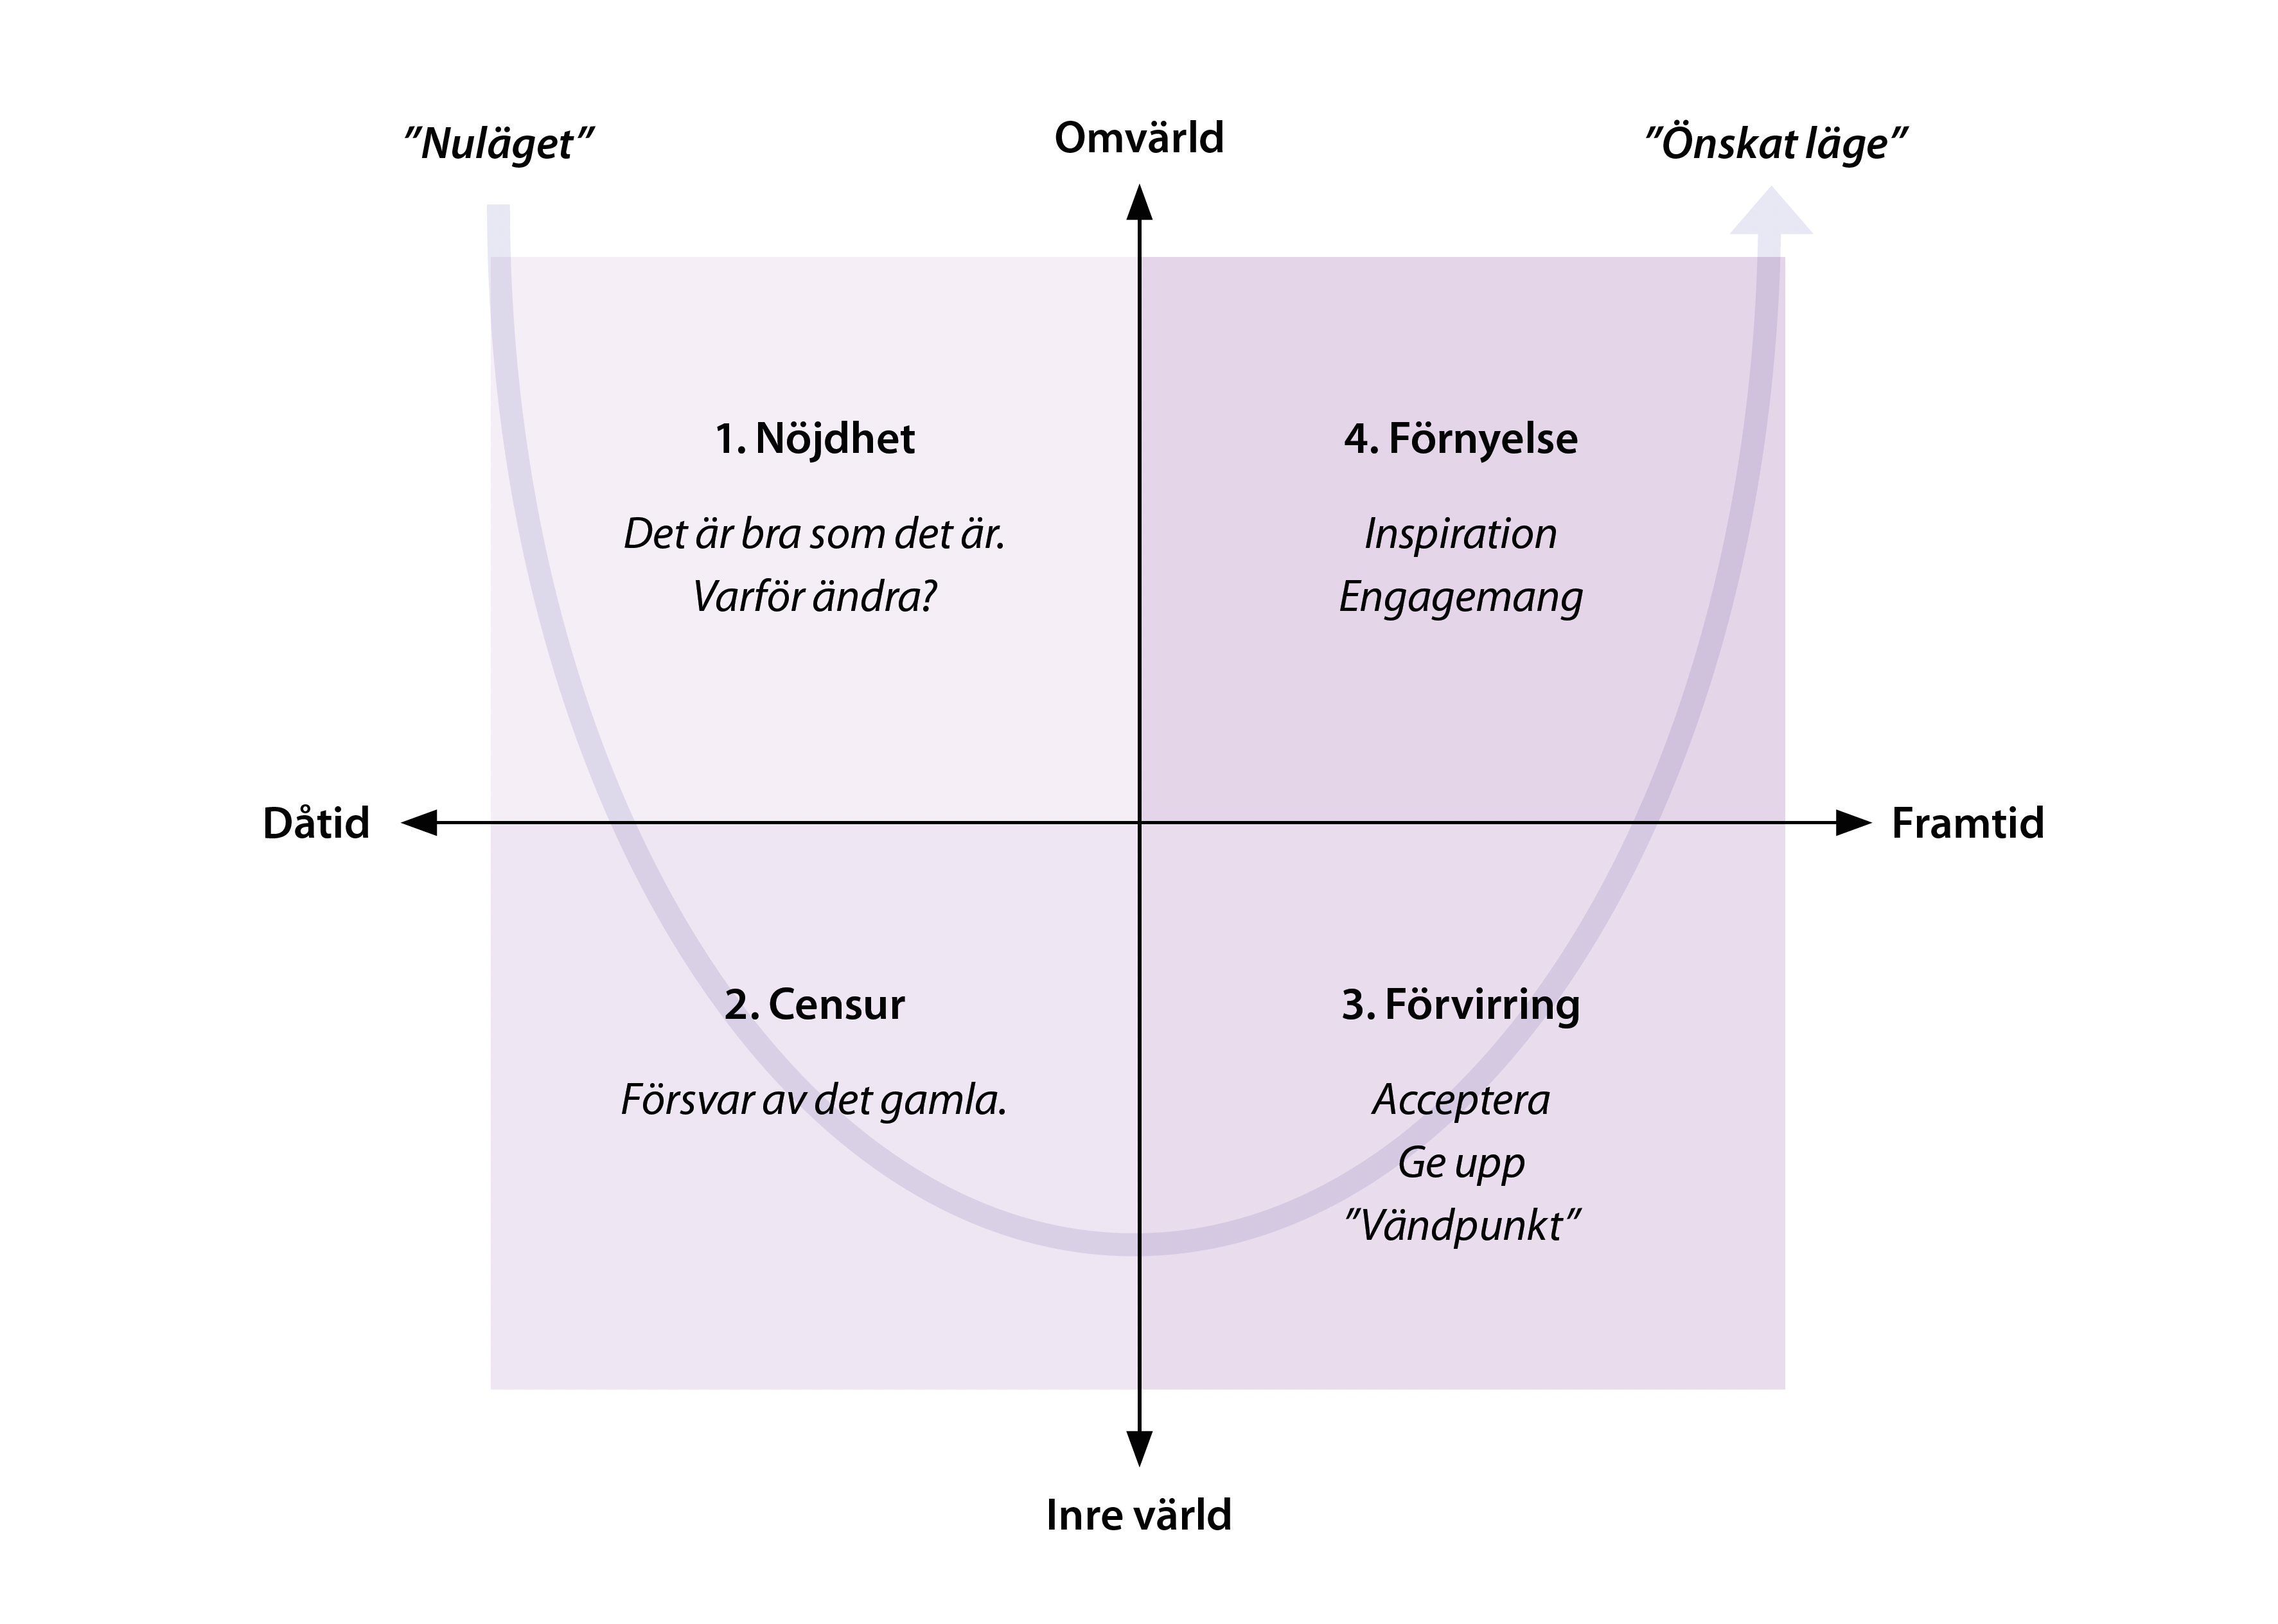 ”Nuläget”
Omvärld
”Önskat läge”
1. Nöjdhet
Det är bra som det är.
Varför ändra?
4. Förnyelse
Inspiration
Engagemang
Dåtid
Framtid
2. Censur
Försvar av det gamla.
3. Förvirring
Acceptera
Ge upp
”Vändpunkt”
Inre värld